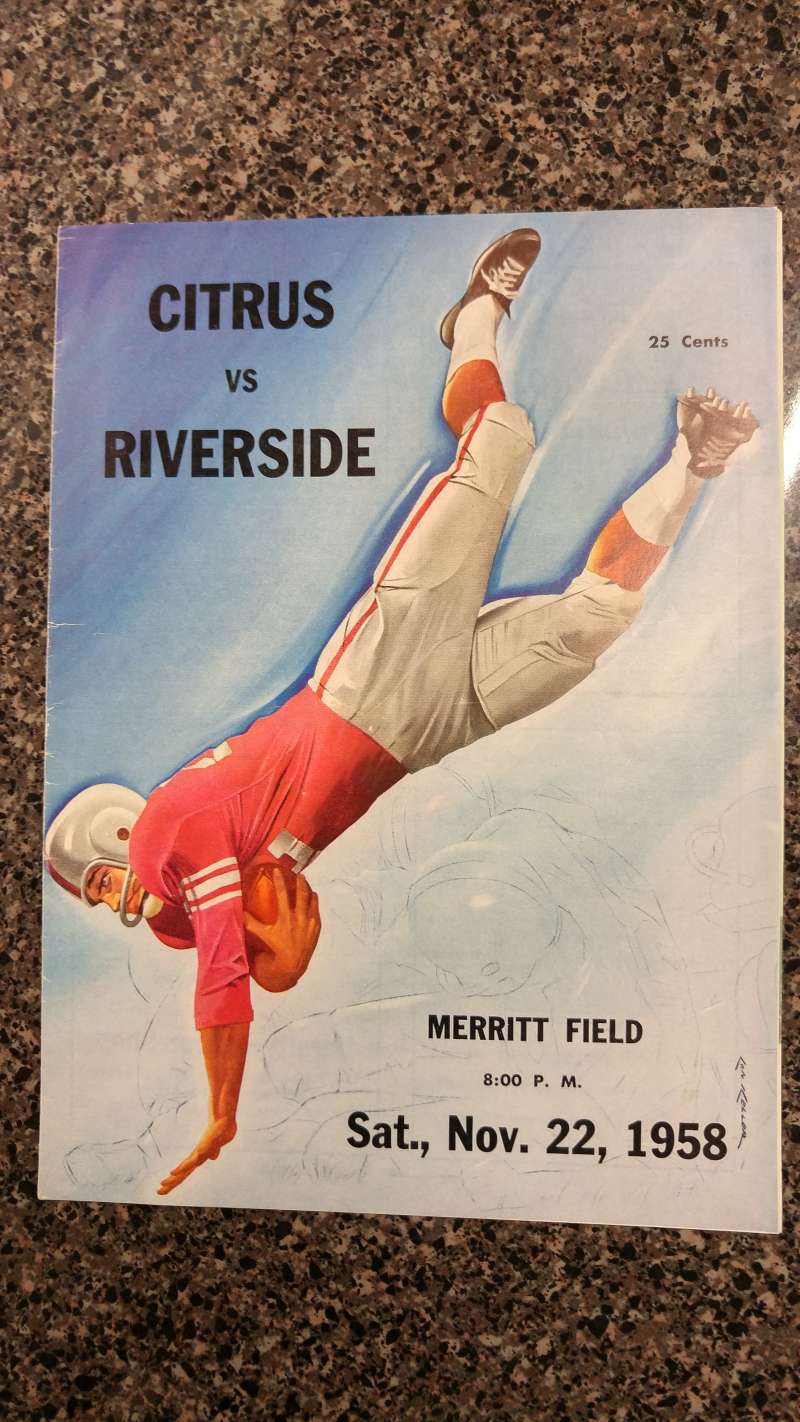 CITRUS
VS
RIVERSIDE
25 Cents
MERRITT FIELD
8:00 P. M.
Sat., Nov. 22, 1958